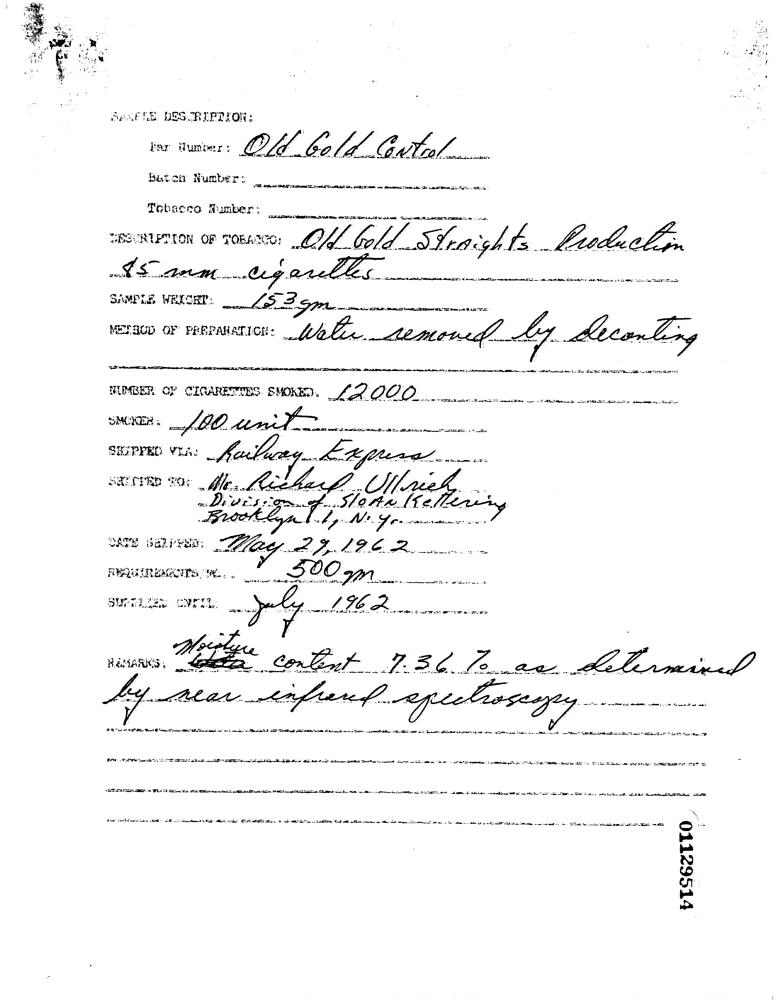 SAMPLE DESCRIPTION:
Par Number: Old Gold Control
Batch Number:
Tobacco Number:
DESCRIPTION OF TOBACCO: Old Gold Straights Production
85 mm cigarettes
SAMPLE WEIGHT: 153 gm
METHOD OF PREPARATION: Water removed by decanting
NUMBER OF CIGARETTES SMOKED. 12000
SMOKER: 100 unit
SHIPPED VIA: Railway Express
SHIPPED TO: Mr. Richard Ullrich
Division of Sloan Kettering
Brooklyn 1, N.Y.
DATE SHIPPED: May 29, 1962
REQUIREMENTS 500 gm
SUPPLIED UNTIL July 1962
REMARKS: Moisture content 7.36 % as determined
by near infrared spectroscopy
01129514